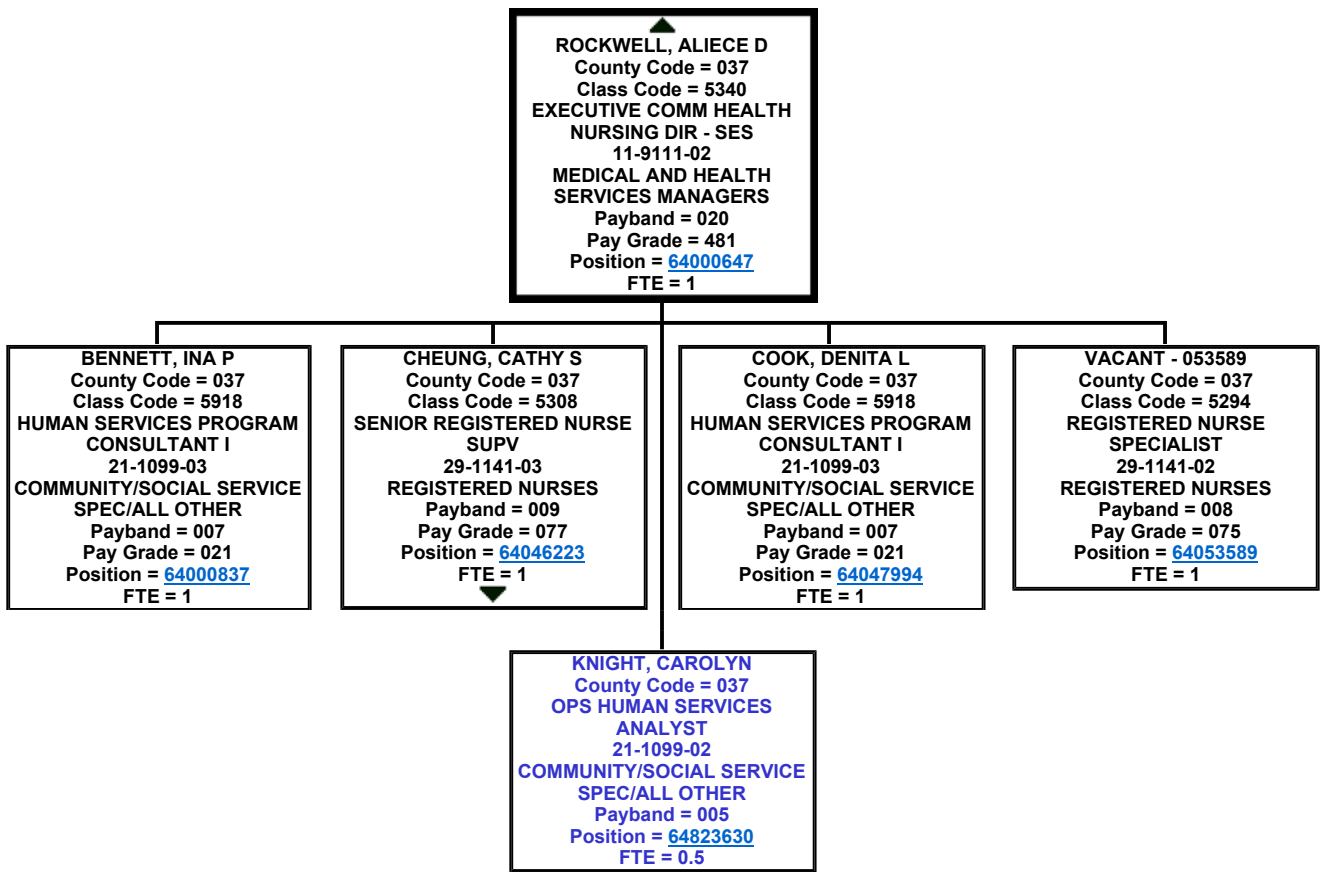 ROCKWELL, ALIECE D
County Code = 037
Class Code = 5340
EXECUTIVE COMM HEALTH
NURSING DIR - SES
11-9111-02
MEDICAL AND HEALTH
SERVICES MANAGERS
Payband = 020
Pay Grade = 481
Position = 64000647
FTE = 1
BENNETT, INA P
County Code = 037
Class Code = 5918
HUMAN SERVICES PROGRAM
CONSULTANT I
21-1099-03
COMMUNITY/SOCIAL SERVICE
SPEC/ALL OTHER
Payband = 007
Pay Grade = 021
Position = 64000837
FTE = 1
CHEUNG, CATHY S
County Code = 037
Class Code = 5308
SENIOR REGISTERED NURSE
SUPV
29-1141-03
REGISTERED NURSES
Payband = 009
Pay Grade = 077
Position = 64046223
FTE = 1
COOK, DENITA L
County Code = 037
Class Code = 5918
HUMAN SERVICES PROGRAM
CONSULTANT I
21-1099-03
COMMUNITY/SOCIAL SERVICE
SPEC/ALL OTHER
Payband = 007
Pay Grade = 021
Position = 64047994
FTE = 1
VACANT - 053589
County Code = 037
Class Code = 5294
REGISTERED NURSE
SPECIALIST
29-1141-02
REGISTERED NURSES
Payband = 008
Pay Grade = 075
Position = 64053589
FTE = 1
KNIGHT, CAROLYN
County Code = 037
OPS HUMAN SERVICES
ANALYST
21-1099-02
COMMUNITY/SOCIAL SERVICE
SPEC/ALL OTHER
Payband = 005
Position = 64823630
FTE = 0.5